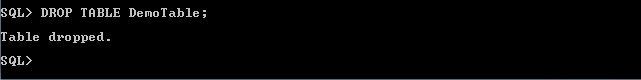 SQL> DROP TABLE DemoTable;
Table dropped.
SQL>